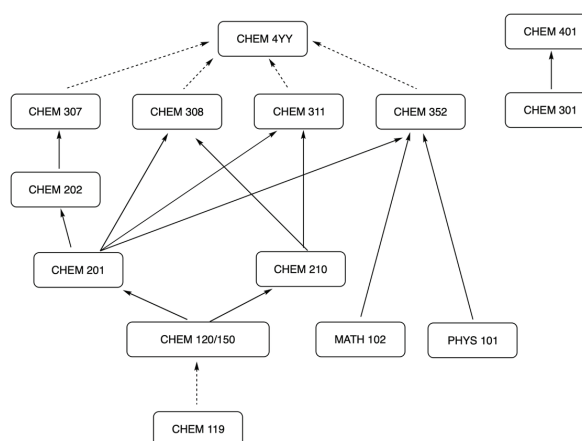 CHEM 4YY
CHEM 401
CHEM 307
CHEM 308
CHEM 311
CHEM 352
CHEM 301
CHEM 202
CHEM 201
CHEM 210
CHEM 120/150
MATH 102
PHYS 101
CHEM 119